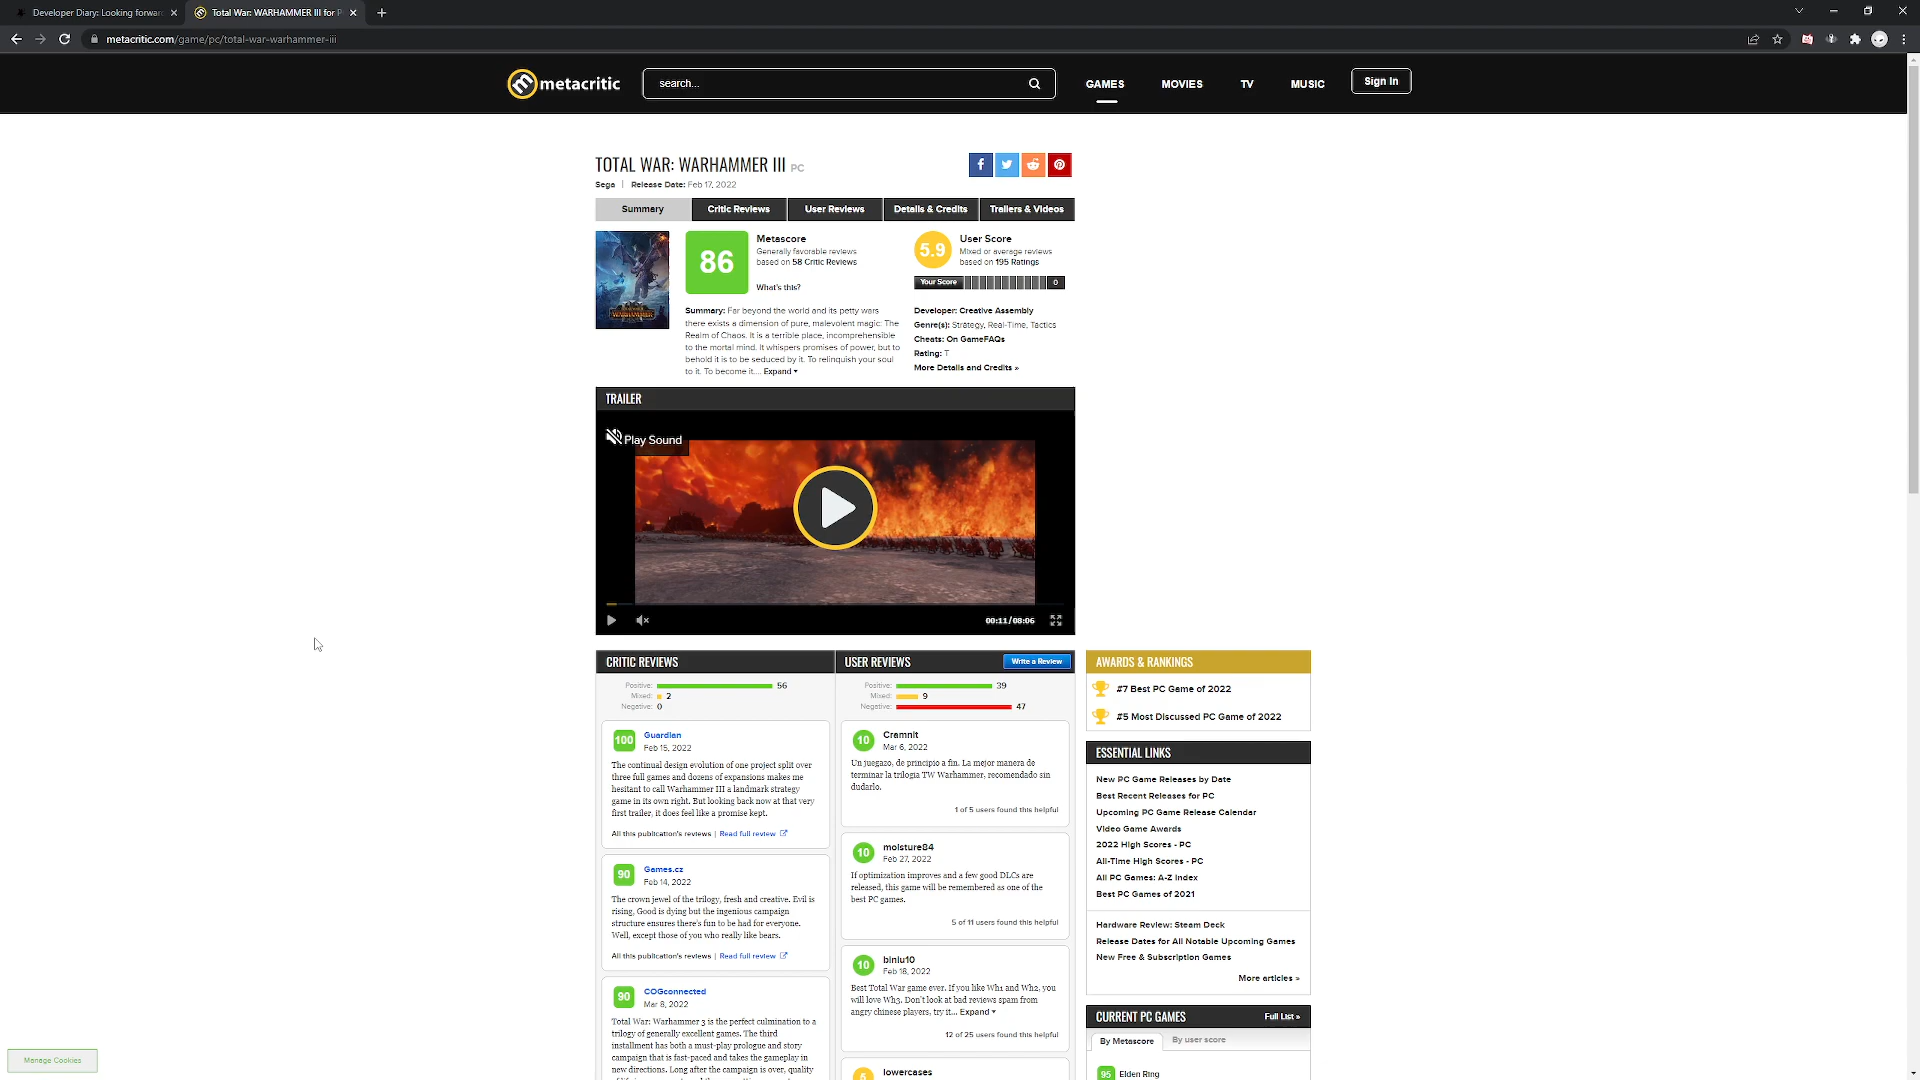 Developer Diary: Looking forwar
Total War: WARHAMMER III for P
metacritic.com/game/pc/total-war-warhammer-iii
metacritic
search...
GAMES
MOVIES
TV
MUSIC
Sign In
TOTAL WAR: WARHAMMER III PC
Sega | Release Date: Feb 17, 2022
Summary
Critic Reviews
User Reviews
Details & Credits
Trailers & Videos
WARHAMMER
86
Metascore
Generally favorable reviews
based on 58 Critic Reviews
What's this?
5.9
User Score
Mixed or average reviews
based on 195 Ratings
Your Score
0
Summary: Far beyond the world and its petty wars
there exists a dimension of pure, malevolent magic: The
Realm of Chaos. It is a terrible place, incomprehensible
to the mortal mind. It whispers promises of power, but to
behold it is to be seduced by it. To relinquish your soul
to it. To become it.... Expand
Developer: Creative Assembly
Genre(s): Strategy, Real-Time, Tactics
Cheats: On GameFAQs
Rating: T
More Details and Credits »
TRAILER
Play Sound
00:11/08:06
CRITIC REVIEWS
Positive: 56
Mixed: 2
Negative: 0
100
Guardian
Feb 15, 2022
The continual design evolution of one project split over
three full games and dozens of expansions makes me
hesitant to call Warhammer III a landmark strategy
game in its own right. But looking back now at that very
first trailer, it does feel like a promise kept.
All this publication's reviews | Read full review
90
Games.cz
Feb 14, 2022
The crown jewel of the trilogy, fresh and creative. Evil is
rising, Good is dying but the ingenious campaign
structure ensures there's fun to be had for everyone.
Well, except those of you who really like bears.
All this publication's reviews | Read full review
90
COGconnected
Mar 8, 2022
Total War: Warhammer 3 is the perfect culmination to a
trilogy of generally excellent games. The third
installment has both a must-play prologue and story
campaign that is fast-paced and takes the gameplay in
new directions. Long after the campaign is over, quality
USER REVIEWS
Write a Review
Positive: 39
Mixed: 9
Negative: 47
10
Cramnit
Mar 6, 2022
Un juegazo, de principio a fin. La mejor manera de
terminar la trilogia TW Warhammer, recomendado sin
dudarlo.
1 of 5 users found this helpful
10
moisture84
Feb 27, 2022
If optimization improves and a few good DLCs are
released, this game will be remembered as one of the
best PC games.
5 of 11 users found this helpful
10
biniu10
Feb 18, 2022
Best Total War game ever. If you like Wh1 and Wh2, you
will love Wh3. Don't look at bad reviews spam from
angry chinese players, try it... Expand
12 of 25 users found this helpful
5
lowercases
AWARDS & RANKINGS
#7 Best PC Game of 2022
#5 Most Discussed PC Game of 2022
ESSENTIAL LINKS
New PC Game Releases by Date
Best Recent Releases for PC
Upcoming PC Game Release Calendar
Video Game Awards
2022 High Scores - PC
All-Time High Scores - PC
All PC Games: A-Z Index
Best PC Games of 2021
Hardware Review: Steam Deck
Release Dates for All Notable Upcoming Games
New Free & Subscription Games
More articles »
CURRENT PC GAMES
Full List »
By Metascore
By user score
95
Elden Ring
Manage Cookies